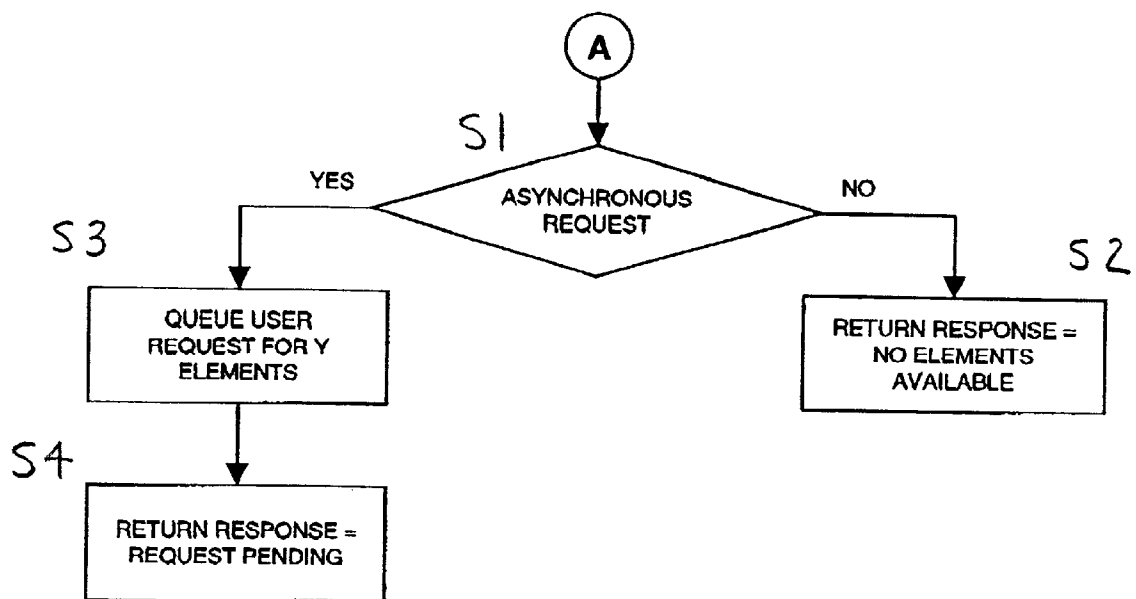 A
S1
YES
ASYNCHRONOUS
REQUEST
NO
S3
S2
QUEUE USER
REQUEST FOR Y
ELEMENTS
RETURN RESPONSE =
NO ELEMENTS
AVAILABLE
S4
RETURN RESPONSE =
REQUEST PENDING